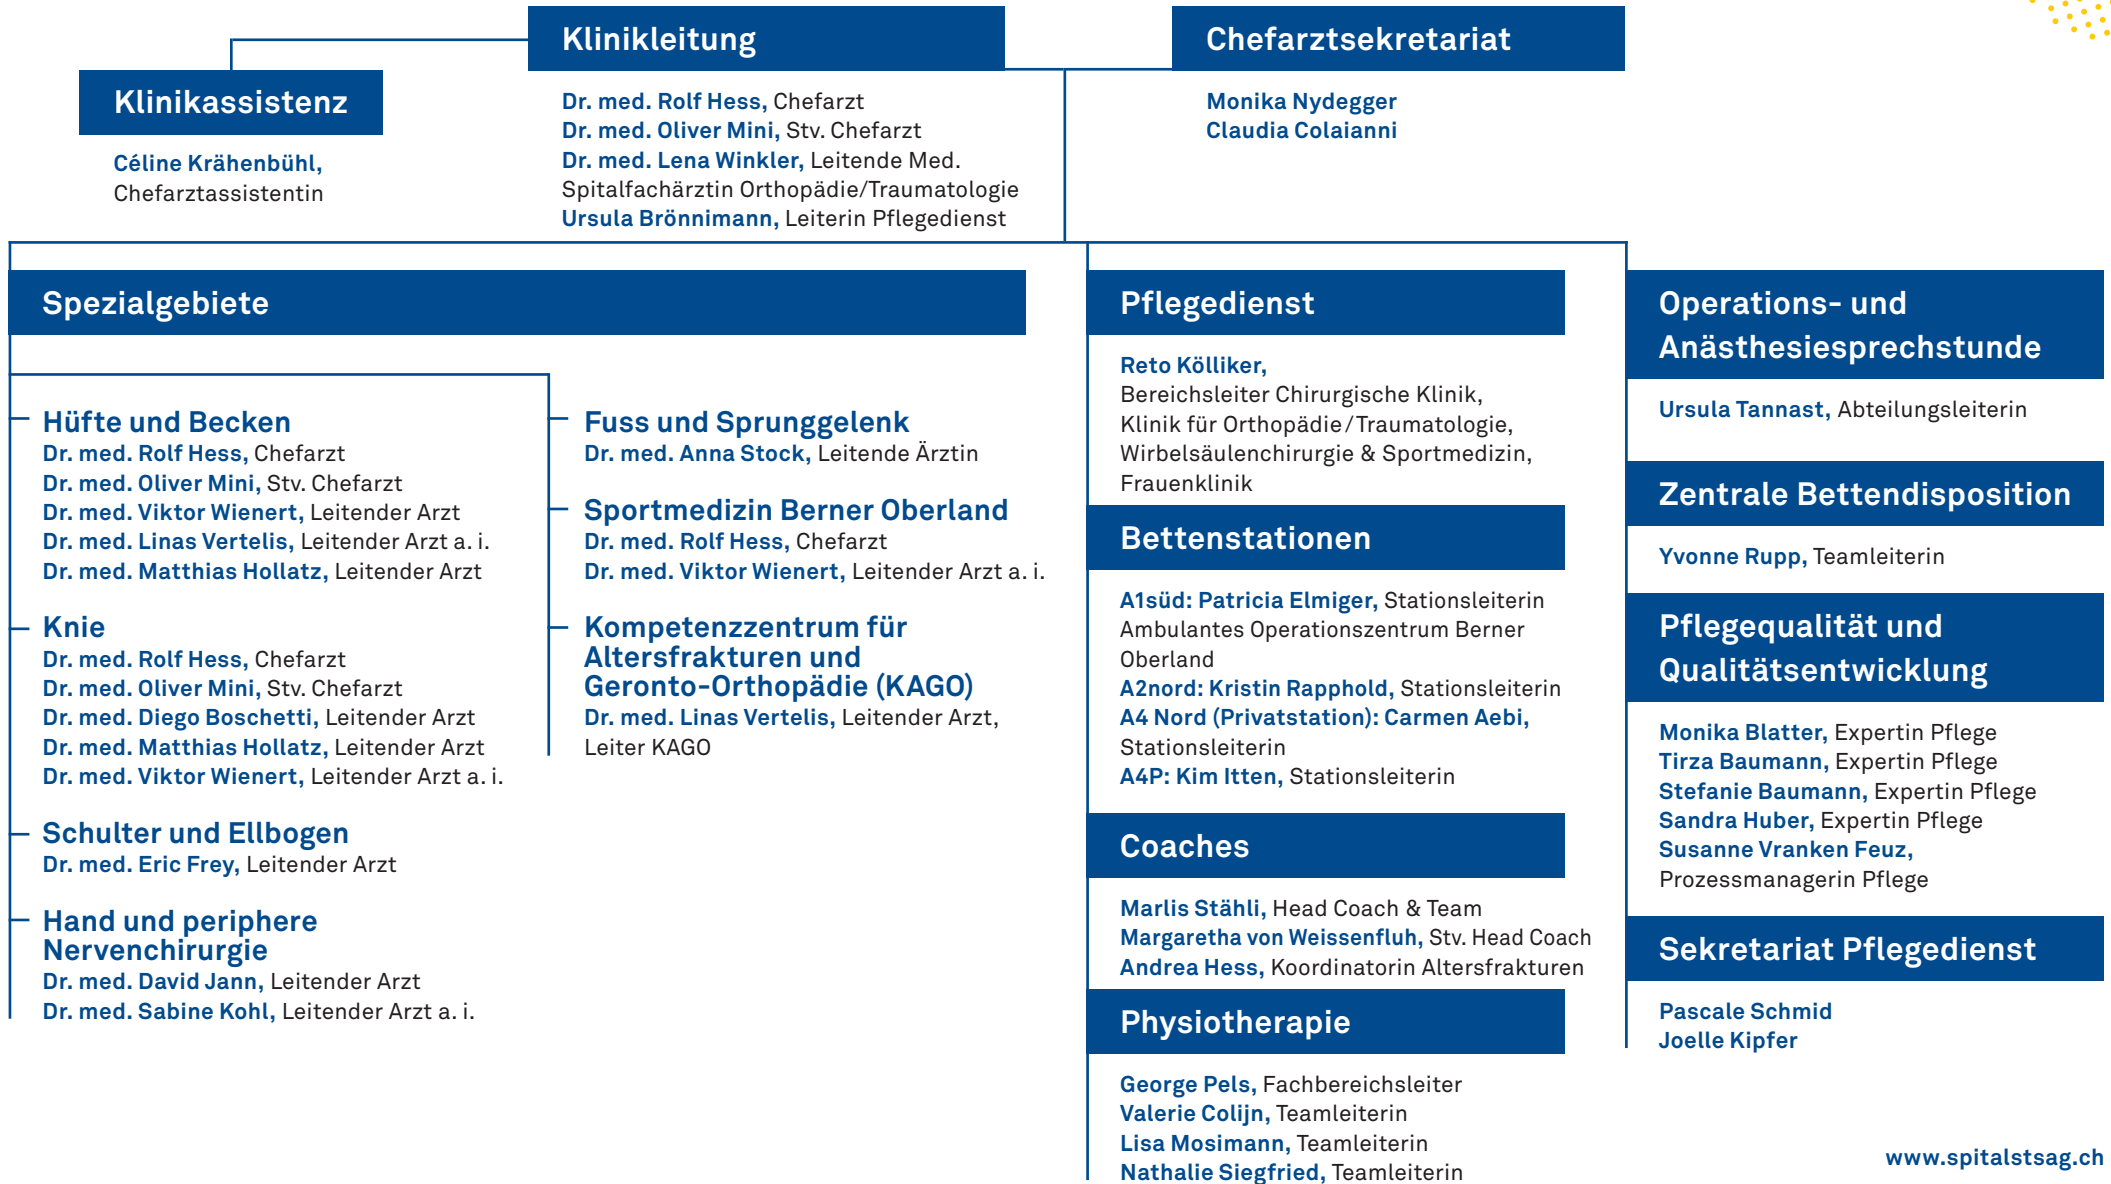 Klinikleitung
Chefarztsekretariat
Klinikassistenz
Céline Krähenbühl,
Chefarztassistentin
Dr. med. Rolf Hess, Chefarzt
Dr. med. Oliver Mini, Stv. Chefarzt
Dr. med. Lena Winkler, Leitende Med.
Spitalfachärztin Orthopädie/Traumatologie
Ursula Brönnimann, Leiterin Pflegedienst
Monika Nydegger
Claudia Colaianni
Spezialgebiete
Hüfte und Becken
Dr. med. Rolf Hess, Chefarzt
Dr. med. Oliver Mini, Stv. Chefarzt
Dr. med. Viktor Wienert, Leitender Arzt
Dr. med. Linas Vertelis, Leitender Arzt a. i.
Dr. med. Matthias Hollatz, Leitender Arzt
Knie
Dr. med. Rolf Hess, Chefarzt
Dr. med. Oliver Mini, Stv. Chefarzt
Dr. med. Diego Boschetti, Leitender Arzt
Dr. med. Matthias Hollatz, Leitender Arzt
Dr. med. Viktor Wienert, Leitender Arzt a. i.
Schulter und Ellbogen
Dr. med. Eric Frey, Leitender Arzt
Hand und periphere
Nervenchirurgie
Dr. med. David Jann, Leitender Arzt
Dr. med. Sabine Kohl, Leitender Arzt a. i.
Fuss und Sprunggelenk
Dr. med. Anna Stock, Leitende Ärztin
Sportmedizin Berner Oberland
Dr. med. Rolf Hess, Chefarzt
Dr. med. Viktor Wienert, Leitender Arzt a. i.
Kompetenzzentrum für
Altersfrakturen und
Geronto-Orthopädie (KAGO)
Dr. med. Linas Vertelis, Leitender Arzt,
Leiter KAGO
Pflegedienst
Reto Kölliker,
Bereichsleiter Chirurgische Klinik,
Klinik für Orthopädie/Traumatologie,
Wirbelsäulenchirurgie & Sportmedizin,
Frauenklinik
Bettenstationen
A1süd: Patricia Elmiger, Stationsleiterin
Ambulantes Operationszentrum Berner
Oberland
A2nord: Kristin Rapphold, Stationsleiterin
A4 Nord (Privatstation): Carmen Aebi,
Stationsleiterin
A4P: Kim Itten, Stationsleiterin
Coaches
Marlis Stähli, Head Coach & Team
Margaretha von Weissenfluh, Stv. Head Coach
Andrea Hess, Koordinatorin Altersfrakturen
Physiotherapie
George Pels, Fachbereichsleiter
Valerie Colijn, Teamleiterin
Lisa Mosimann, Teamleiterin
Nathalie Siegfried, Teamleiterin
Operations- und
Anästhesiesprechstunde
Ursula Tannast, Abteilungsleiterin
Zentrale Bettendisposition
Yvonne Rupp, Teamleiterin
Pflegequalität und
Qualitätsentwicklung
Monika Blatter, Expertin Pflege
Tirza Baumann, Expertin Pflege
Stefanie Baumann, Expertin Pflege
Sandra Huber, Expertin Pflege
Susanne Vranken Feuz,
Prozessmanagerin Pflege
Sekretariat Pflegedienst
Pascale Schmid
Joelle Kipfer
www.spitalstsag.ch